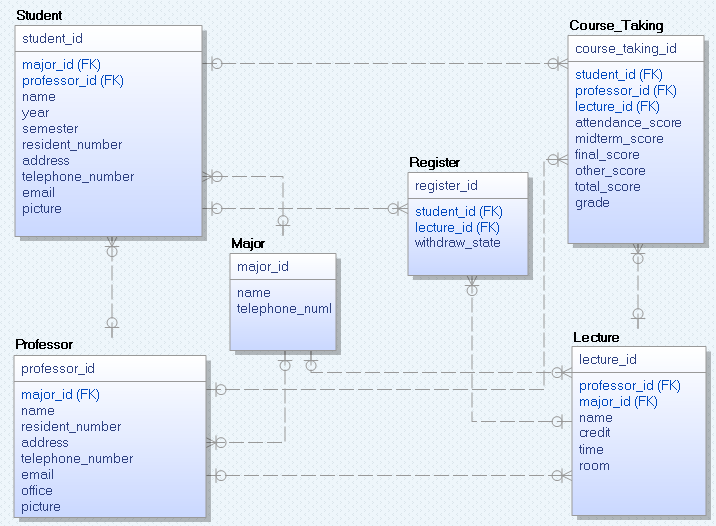 Student
student_id
major_id (FK)
professor_id (FK)
name
year
semester
resident_number
address
telephone_number
email
picture
Course_Taking
course_taking_id
student_id (FK)
professor_id (FK)
lecture_id (FK)
attendance_score
midterm_score
final_score
other_score
total_score
grade
Register
register_id
student_id (FK)
lecture_id (FK)
withdraw_state
Major
major_id
name
telephone_numl
Professor
professor_id
major_id (FK)
name
resident_number
address
telephone_number
email
office
picture
Lecture
lecture_id
professor_id (FK)
major_id (FK)
name
credit
time
room